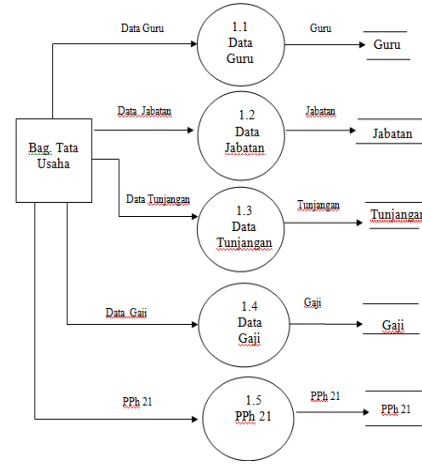 Data Guru
1.1
Data
Guru
Guru
Guru
Bag. Tata
Usaha
Data Jabatan
1.2
Data
Jabatan
Jabatan
Jabatan
Data Tunjangan
1.3
Data
Tunjangan
Tunjangan
Tunjangan
Data Gaji
1.4
Data
Gaji
Gaji
Gaji
PPh 21
1.5
PPh 21
PPh 21
PPh 21